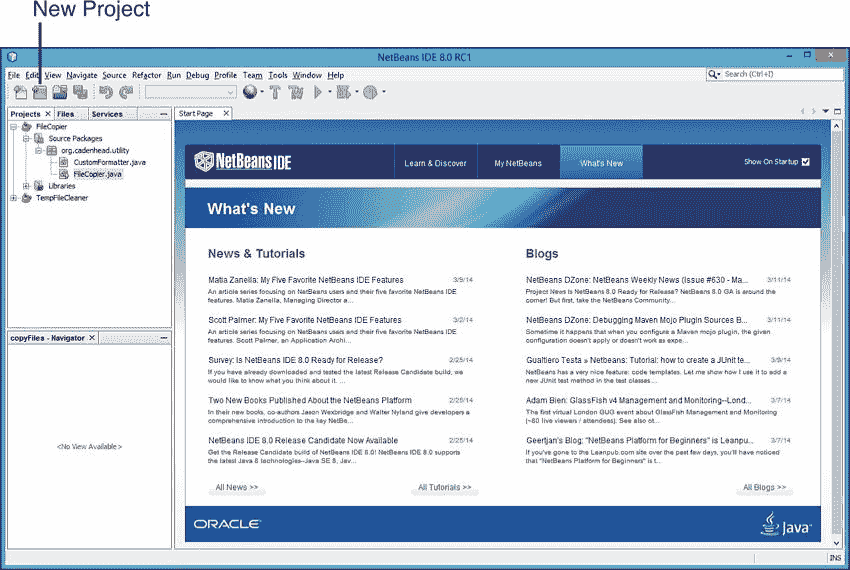 New Project
NetBeans IDE 8.0 RC1
File Edit View Navigate Source Refactor Run Debug Profile Team Tools Window Help
Search (Ctrl+I)
Projects Files Services
Start Page
FileCopier
Source Packages
org.cadenhead.utility
CustomFormatter.java
FileCopier.java
Libraries
TempFileCleaner
copyFiles - Navigator
<No View Available>
NetBeans IDE
Learn & Discover
My NetBeans
What's New
Show On Startup
What's New
News & Tutorials
Matia Zanella: My Five Favorite NetBeans IDE Features 3/9/14
An article series focusing on NetBeans users and their five favorite NetBeans IDE
features. Matia Zanella, Managing Director a...
Scott Palmer: My Five Favorite NetBeans IDE Features 3/2/14
An article series focusing on NetBeans users and their five favorite NetBeans IDE
features. Scott Palmer, an Application Archi...
Survey: Is NetBeans IDE 8.0 Ready for Release? 2/25/14
If you have already downloaded and tested the latest Release Candidate build, we
would like to know what you think about it. ...
Two New Books Published About the NetBeans Platform 2/25/14
In their new books, co-authors Jason Wexbridge and Walter Nyland give developers a
comprehensive introduction to the key NetBe...
NetBeans IDE 8.0 Release Candidate Now Available 2/25/14
Get the Release Candidate build of NetBeans IDE 8.0! NetBeans IDE 8.0 supports
the latest Java 8 technologies--Java SE 8, Jav...
All News >>
All Tutorials >>
Blogs
NetBeans DZone: NetBeans Weekly News (Issue #630 - Ma... 3/11/14
Project News is NetBeans 8.0 Ready for Release? NetBeans 8.0 GA is around the
corner! But first, take the NetBeans Community...
NetBeans DZone: Debugging Maven Mojo Plugin Sources B... 3/11/14
Sometime it happens that when you configure a Maven mojo plugin, the given
configuration doesn't apply or doesn't work as expe...
Gualtiero Testa » Netbeans: Tutorial: how to create a JUnit te... 3/9/14
NetBeans has a very nice feature: code templates. Let me show how I use it to add a
new JUnit test method in the test classes...
Adam Bien: GlassFish v4 Management and Monitoring--Lond... 3/7/14
The first virtual London GUG event about GlassFish Management and Monitoring
(~80 live viewers / attendees). See also ot...
Geertjan's Blog: "NetBeans Platform for Beginners" is Leanpu... 3/7/14
If you've gone to the Leanpub.com site over the past few days, you'll have noticed
that "NetBeans Platform for Beginners" is t...
All Blogs >>
ORACLE
Java
INS